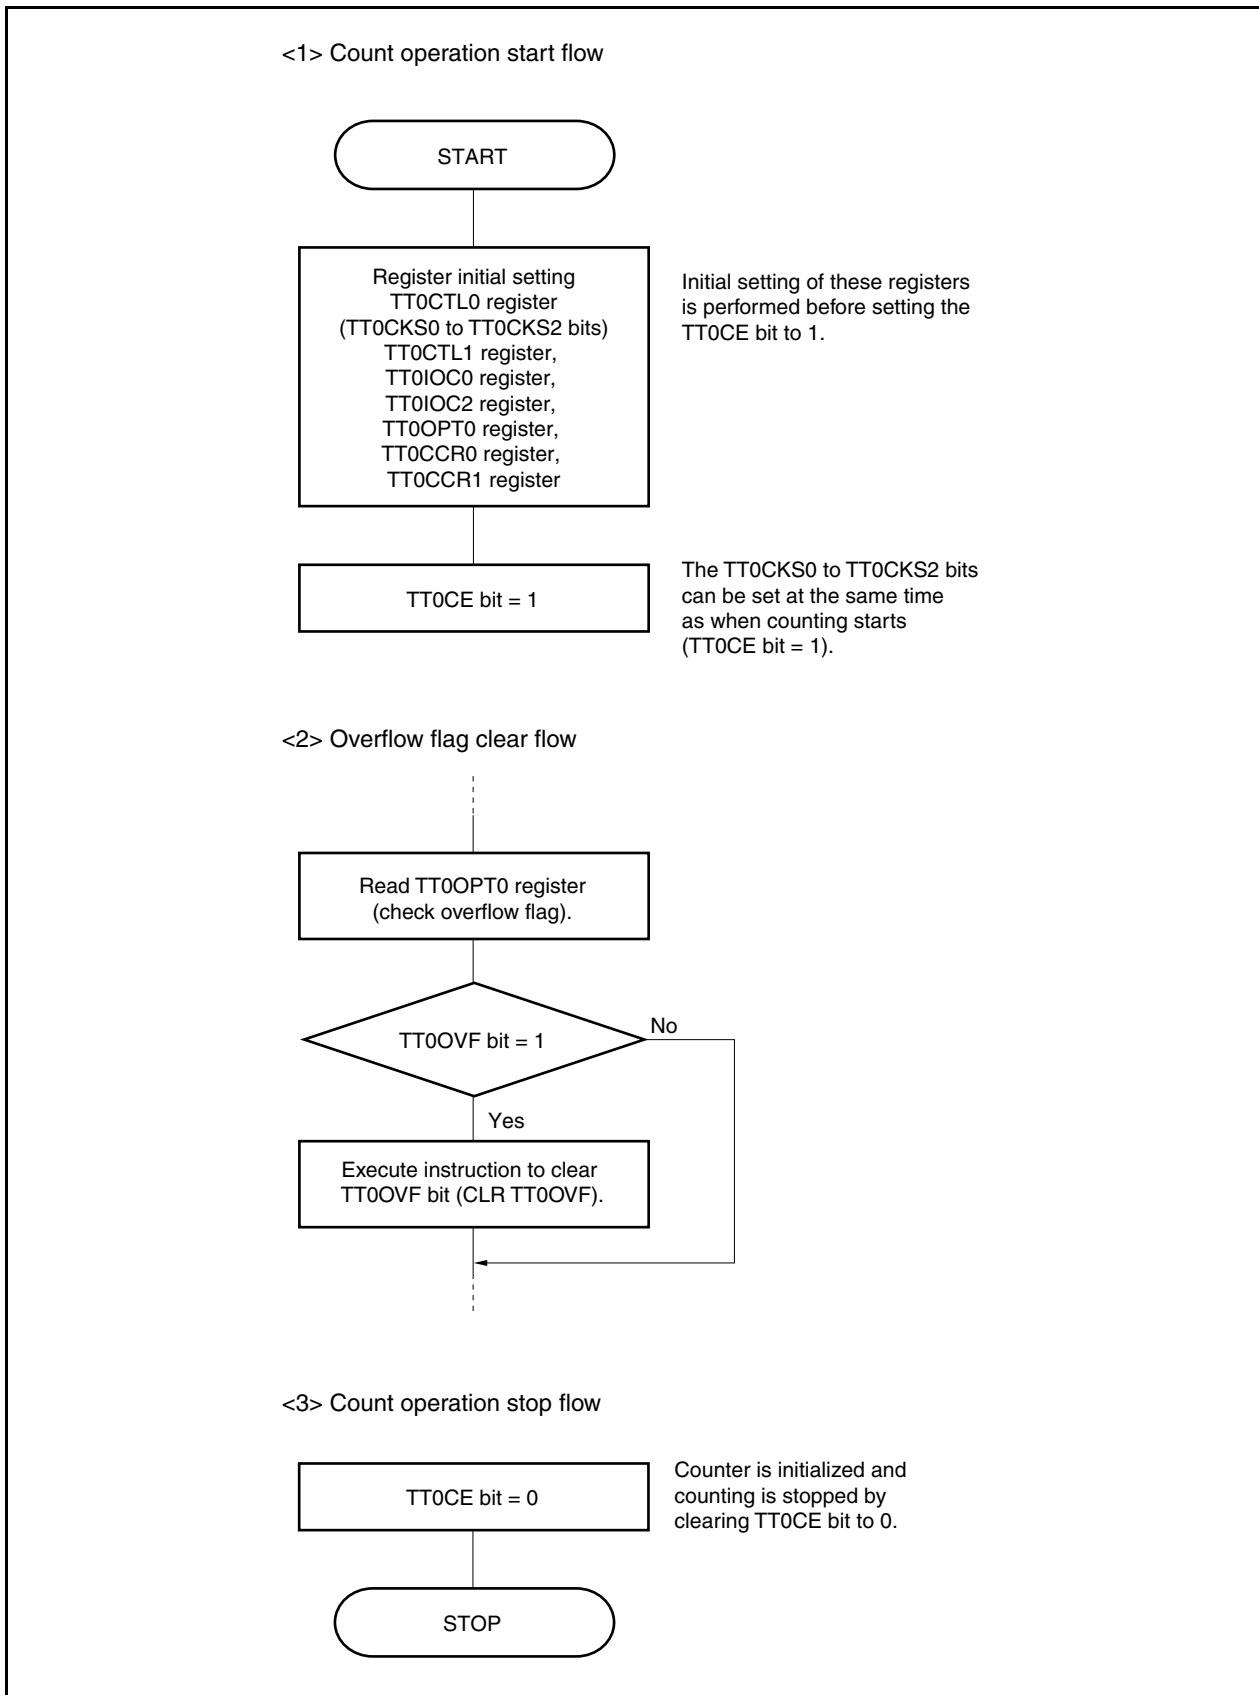 <1> Count operation start flow
START
Register initial setting
TT0CTL0 register
(TT0CKS0 to TT0CKS2 bits)
TT0CTL1 register,
TT0IOC0 register,
TT0IOC2 register,
TT0OPT0 register,
TT0CCR0 register,
TT0CCR1 register
Initial setting of these registers
is performed before setting the
TT0CE bit to 1.
TT0CE bit = 1
The TT0CKS0 to TT0CKS2 bits
can be set at the same time
as when counting starts
(TT0CE bit = 1).
<2> Overflow flag clear flow
Read TT0OPT0 register
(check overflow flag).
TT0OVF bit = 1
No
Yes
Execute instruction to clear
TT0OVF bit (CLR TT0OVF).
<3> Count operation stop flow
TT0CE bit = 0
Counter is initialized and
counting is stopped by
clearing TT0CE bit to 0.
STOP